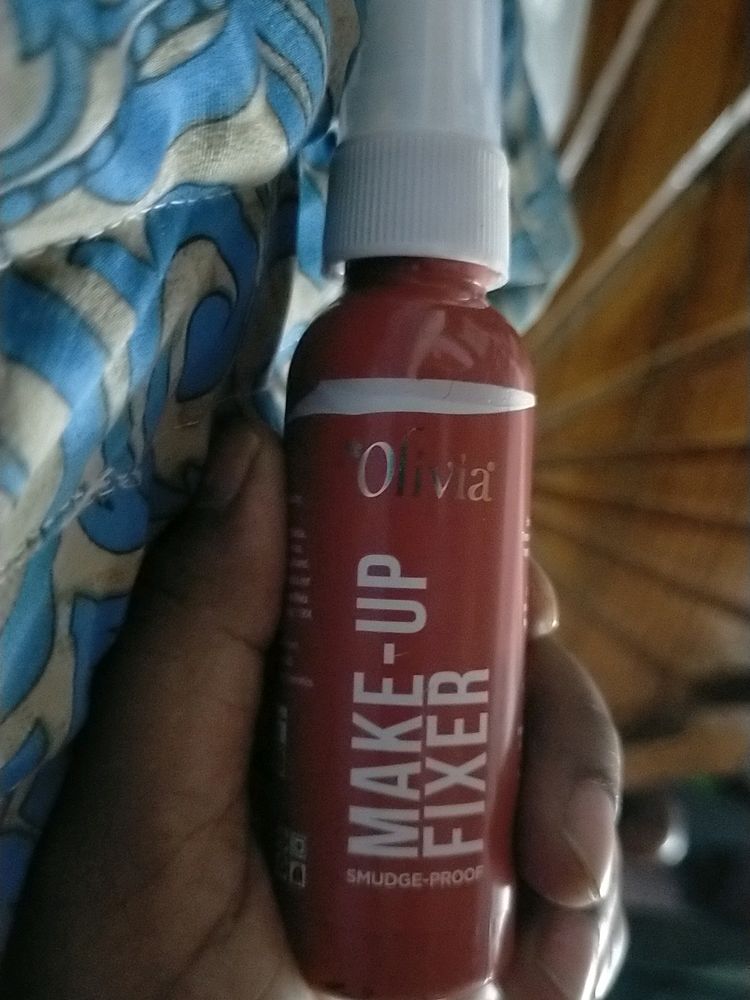 Olivia
MAKE-UP
FIXER
SMUDGE-PROOF